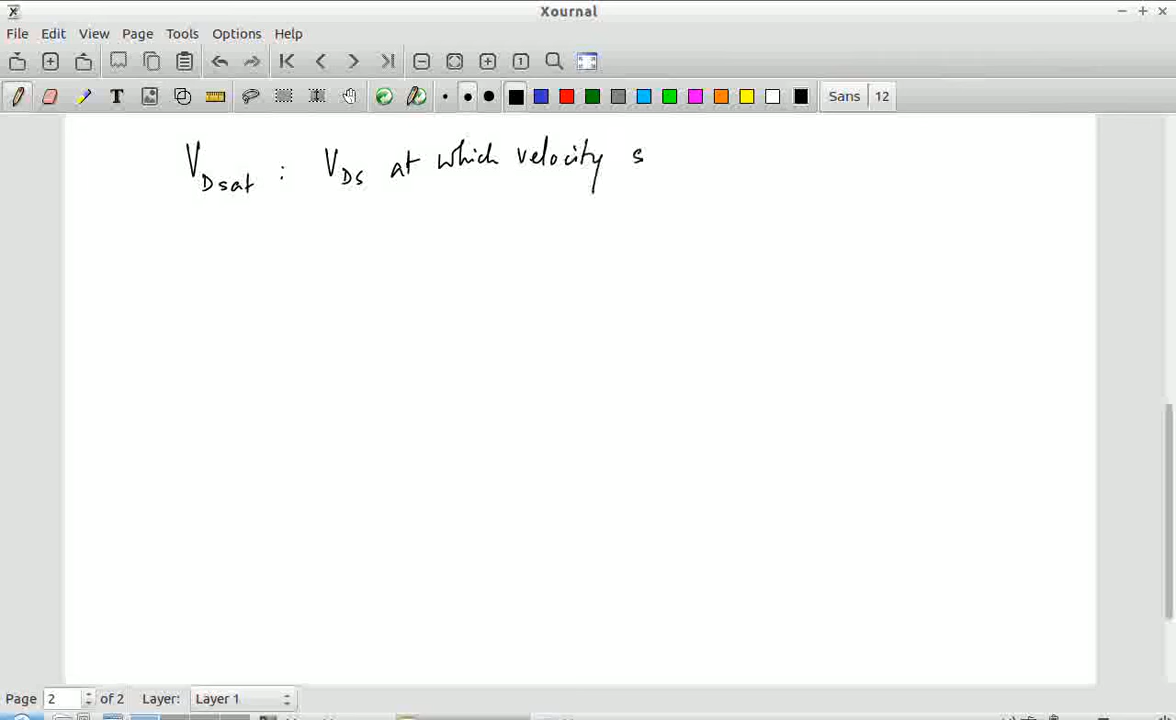 Xournal
File Edit View Page Tools Options Help
Sans 12
V_Dsat : V_DS at which velocity s
Page 2 of 2 Layer: Layer 1